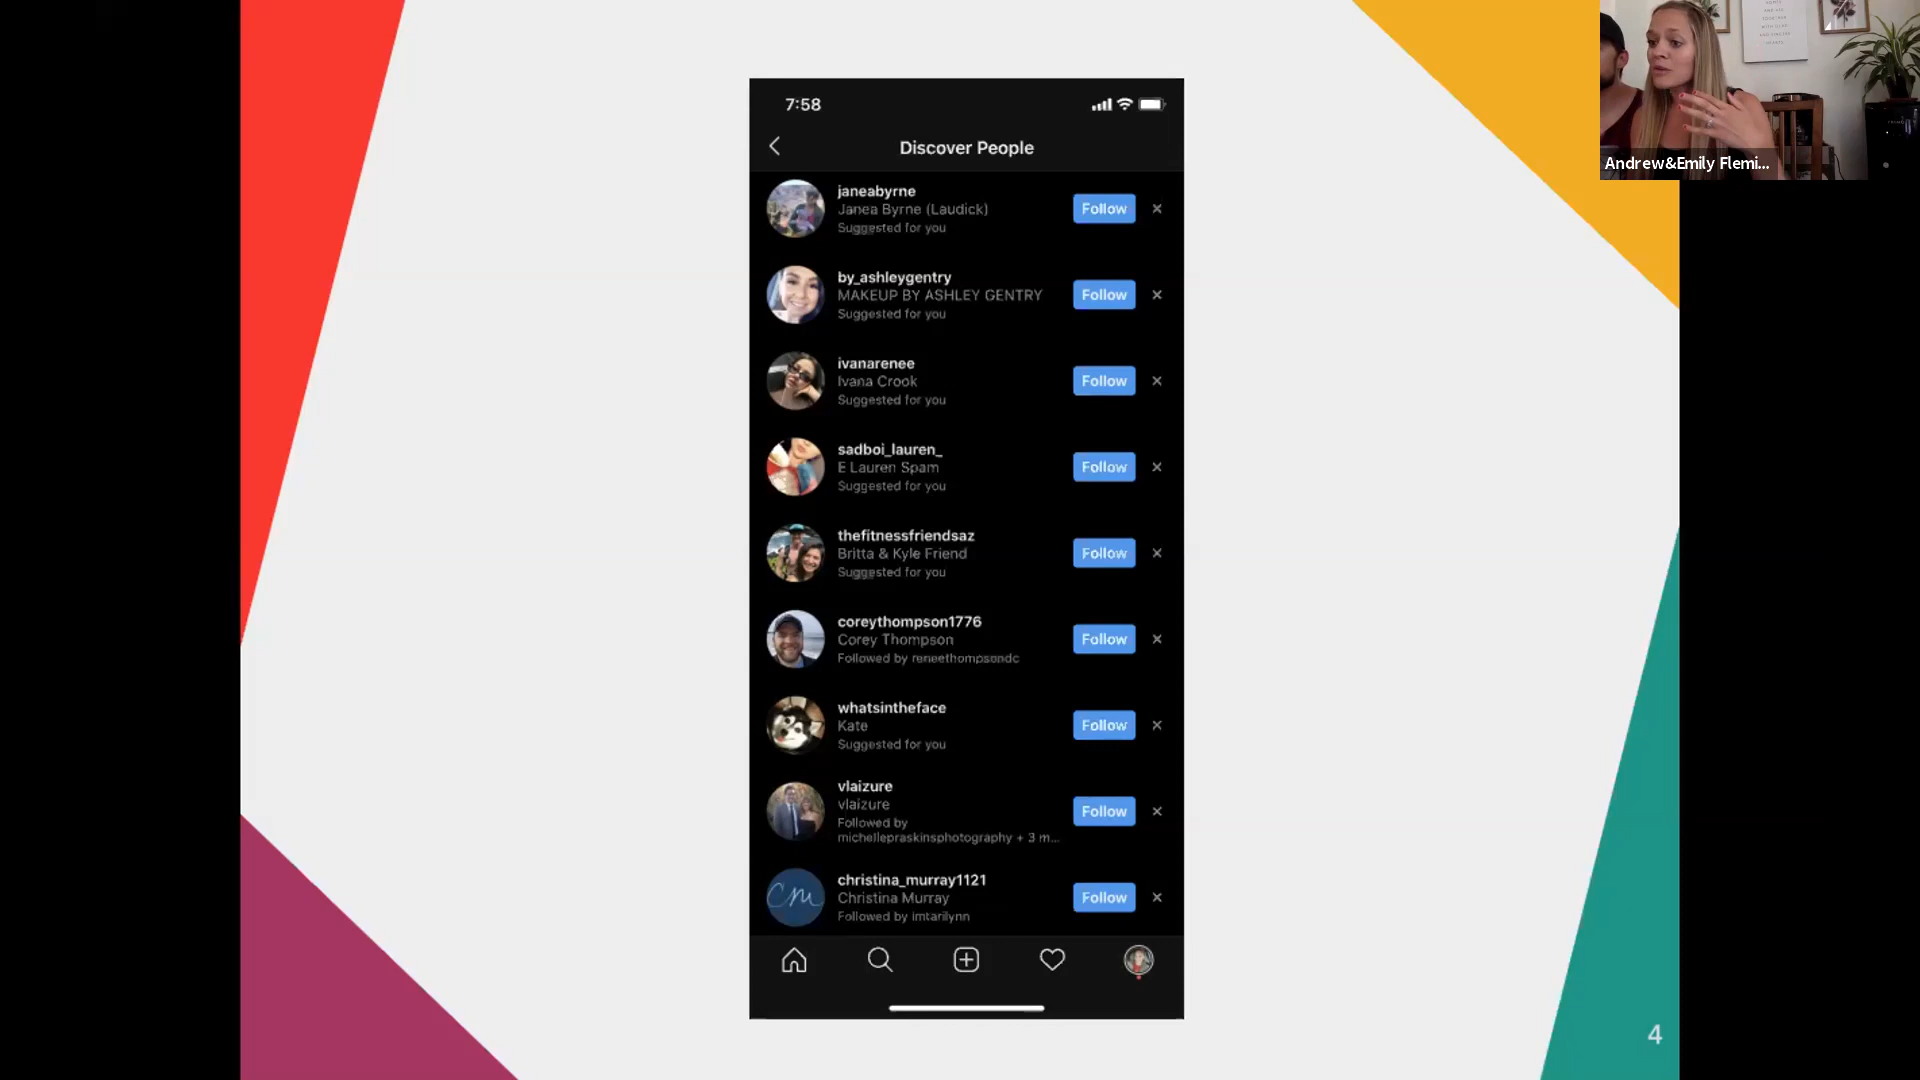 7:58
Discover People
janeabyrne
Janea Byrne (Laudick)
Suggested for you
Follow
by_ashleygentry
MAKEUP BY ASHLEY GENTRY
Suggested for you
Follow
ivanarenee
Ivana Crook
Suggested for you
Follow
sadboi_lauren_
E Lauren Spam
Suggested for you
Follow
thefitnessfriendsaz
Britta & Kyle Friend
Suggested for you
Follow
coreythompson1776
Corey Thompson
Followed by reneethompsondc
Follow
whatsintheface
Kate
Suggested for you
Follow
vlaizure
vlaizure
Followed by
michellepraskinsphotography + 3 m...
Follow
christina_murray1121
Christina Murray
Followed by imtarilynn
Follow
CM
4
Andrew&Emily Flemi...